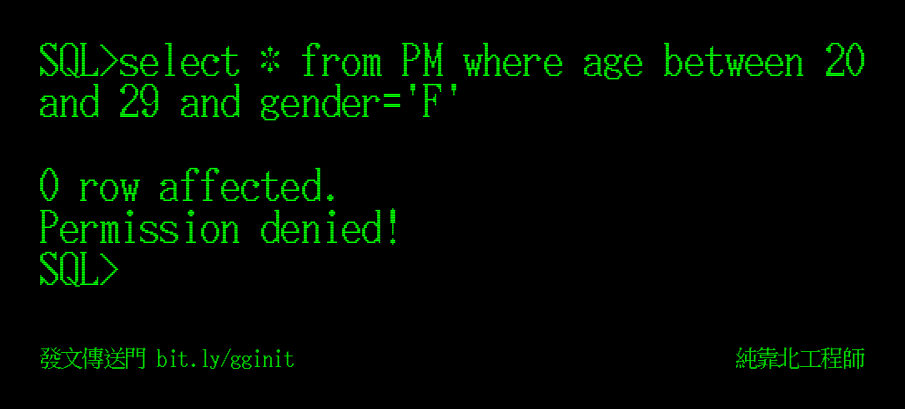 SQL>select * from PM where age between 20
and 29 and gender='F'
0 row affected.
Permission denied!
SQL>
發文傳送門 bit.ly/gginit
純靠北工程師